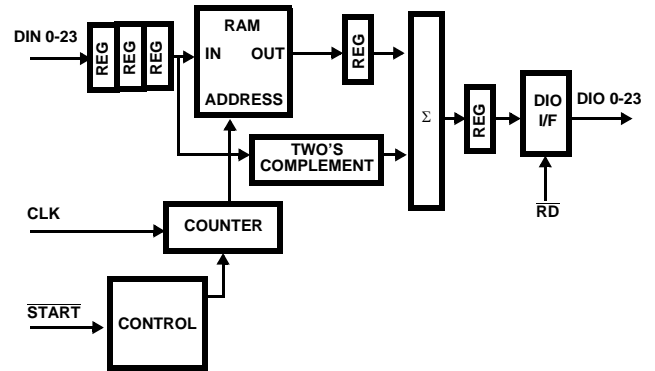 DIN 0-23
REG
REG
REG
RAM
IN OUT
ADDRESS
REG
TWO'S
COMPLEMENT
Σ
REG
DIO
I/F
DIO 0-23
RD
CLK
COUNTER
START
CONTROL